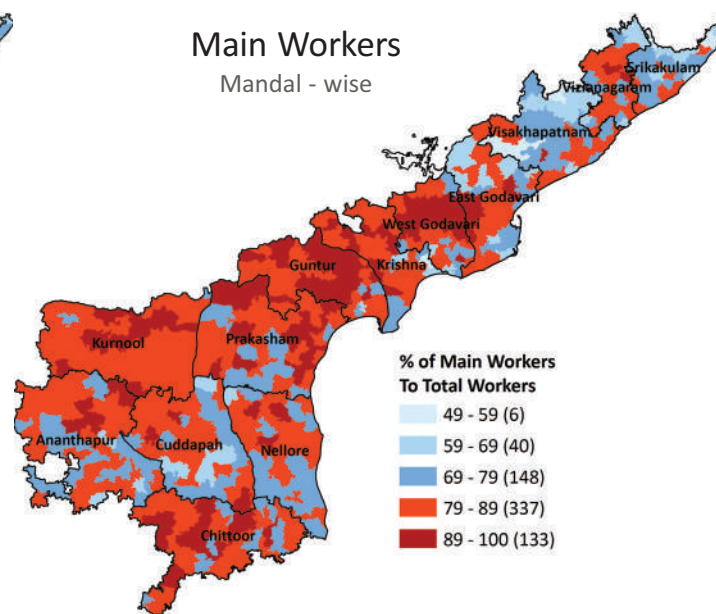 Main Workers
Mandal - wise
Srikakulam
Vizianagaram
Visakhapatnam
East Godavari
West Godavari
Krishna
Guntur
Prakasham
Kurnool
Ananthapur
Cuddapah
Nellore
Chittoor
% of Main Workers
To Total Workers
49 - 59 (6)
59 - 69 (40)
69 - 79 (148)
79 - 89 (337)
89 - 100 (133)